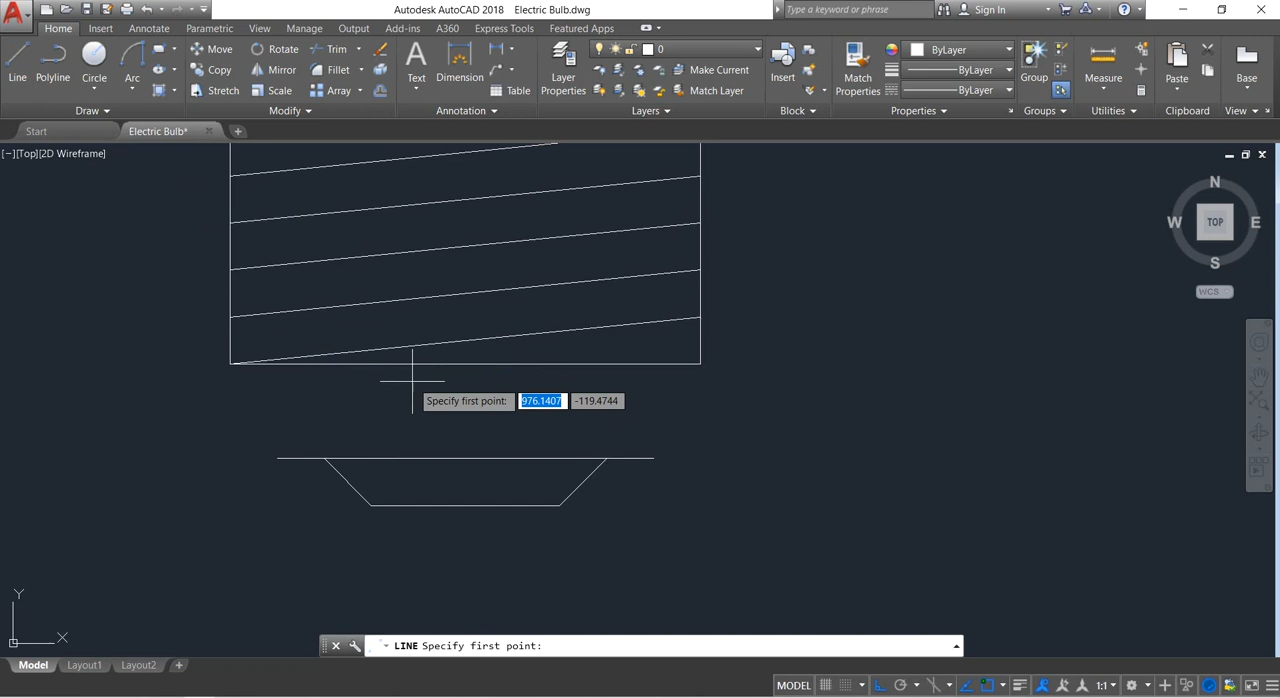 Autodesk AutoCAD 2018 Electric Bulb.dwg
Type a keyword or phrase
Sign In
Home Insert Annotate Parametric View Manage Output Add-ins A360 Express Tools Featured Apps
Line Polyline Circle Arc
Move Rotate Trim
Copy Mirror Fillet
Stretch Scale Array
Text Dimension
Table
Layer Properties
0
Make Current
Match Layer
Insert
Match Properties
ByLayer
ByLayer
ByLayer
Group
Measure
Paste
Base
Draw Modify Annotation Layers Block Properties Groups Utilities Clipboard View
Start Electric Bulb*
[−][Top][2D Wireframe]
N
W TOP E
S
WCS
Specify first point: 976.1407 -119.4744
Y
X
LINE Specify first point:
Model Layout1 Layout2 +
MODEL 1:1